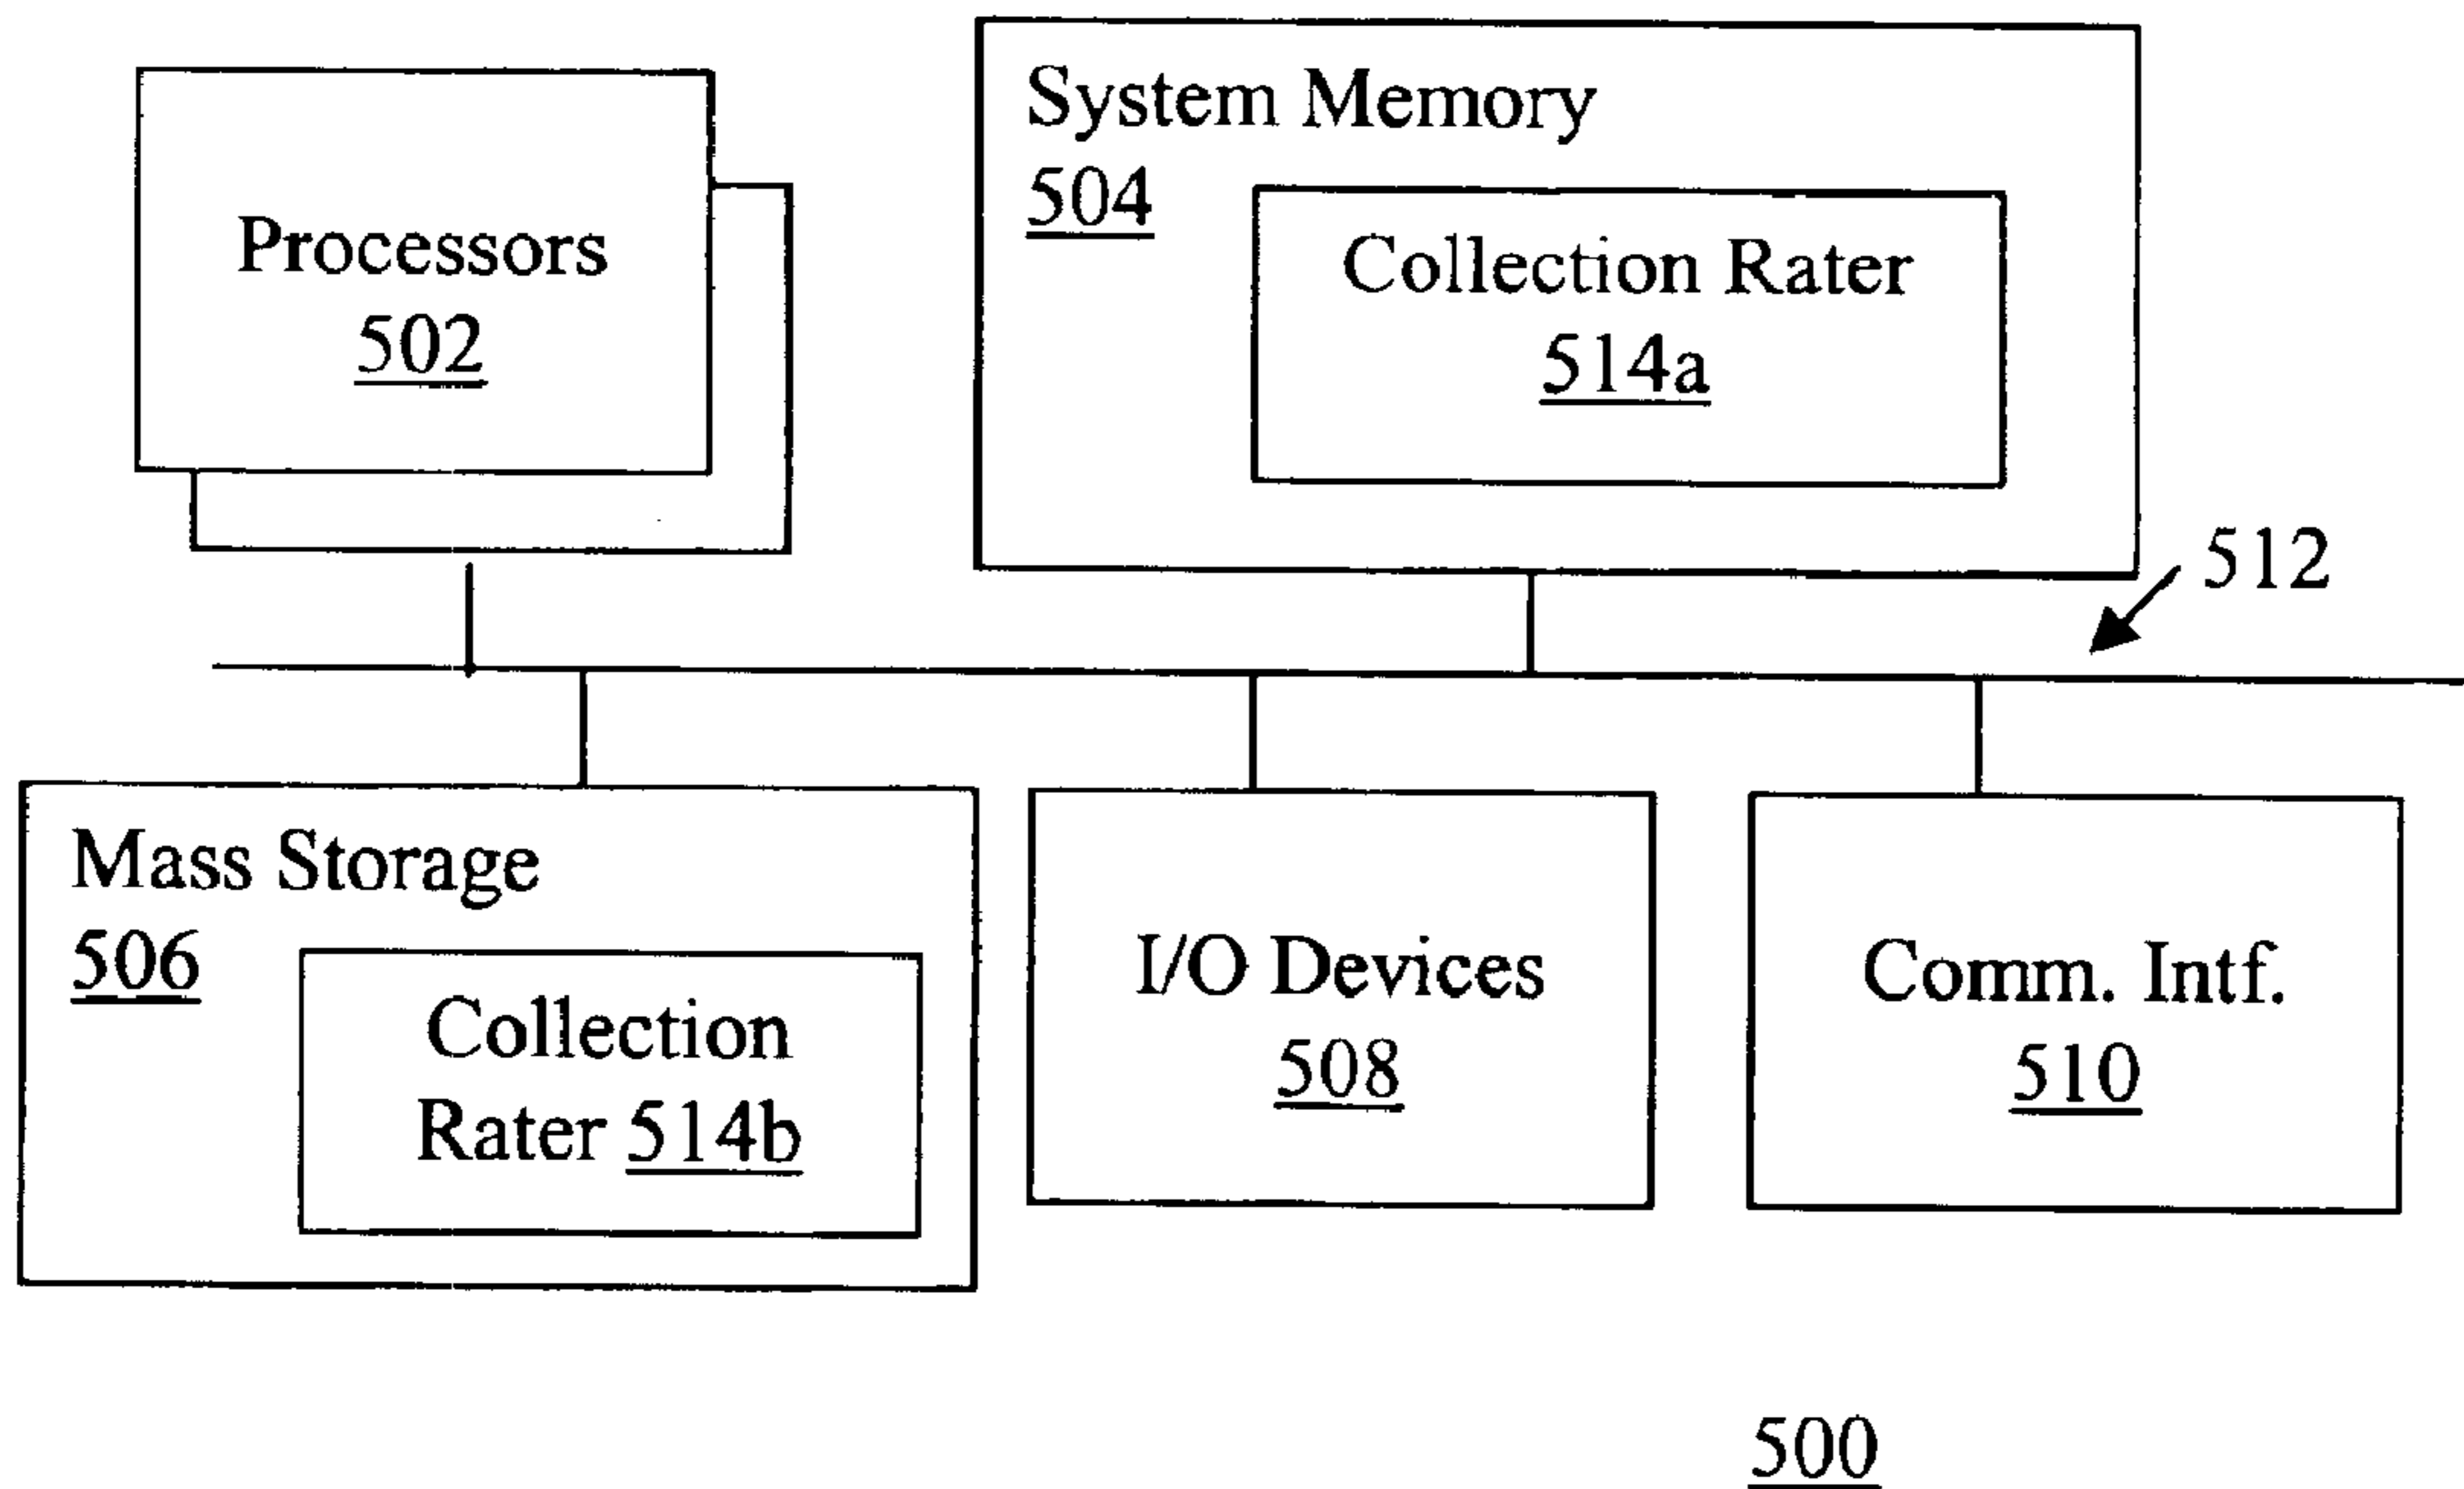 Processors
502
System Memory
504
Collection Rater
514a
512
Mass Storage
506
Collection
Rater 514b
I/O Devices
508
Comm. Intf.
510
500